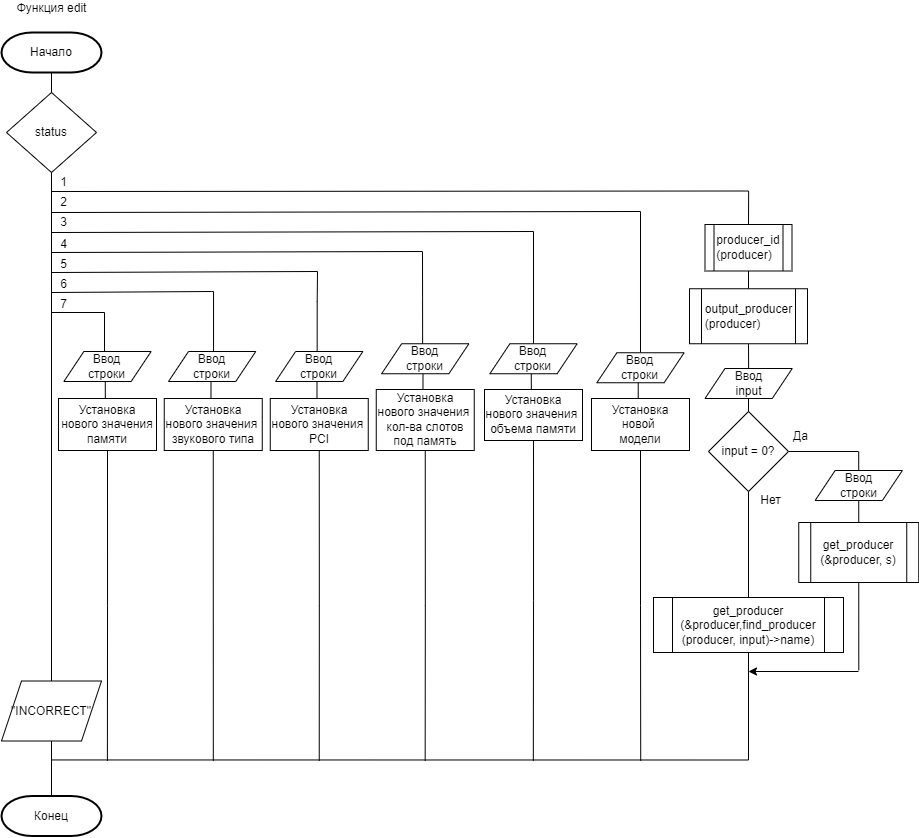 Функция edit
Начало
status
1
2
3
4
5
6
7
producer_id
(producer)
output_producer
(producer)
Ввод
input
input = 0?
Да
Нет
Ввод
строки
get_producer
(&producer, s)
get_producer
(&producer,find_producer
(producer, input)->name)
Ввод
строки
Установка
нового значения
памяти
Ввод
строки
Установка
нового значения
звукового типа
Ввод
строки
Установка
нового значения
PCI
Ввод
строки
Установка
нового значения
кол-ва слотов
под память
Ввод
строки
Установка
нового значения
объема памяти
Ввод
строки
Установка
новой
модели
"INCORRECT"
Конец